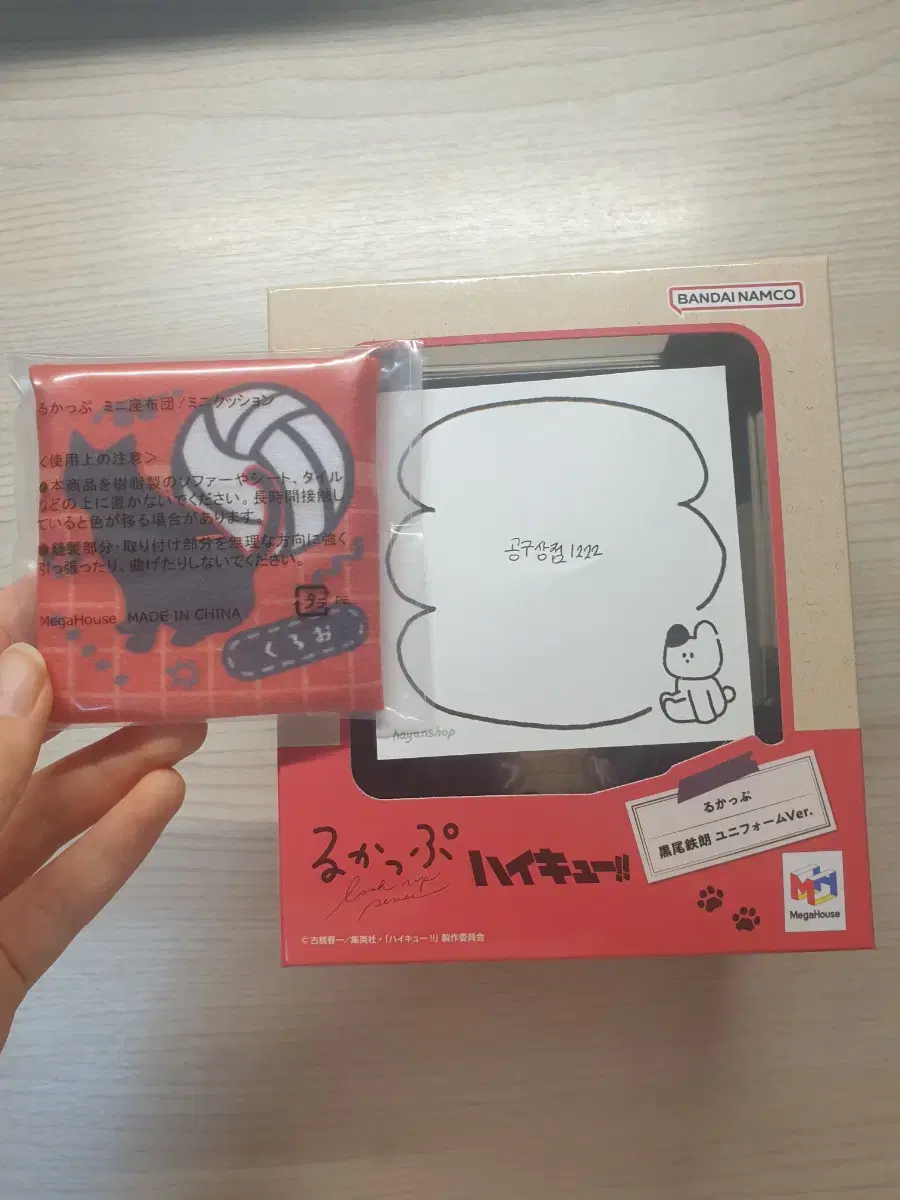 BANDAI NAMCO
るかっぷ ミニ座布団/ミニクッション
<使用上の注意>
●本商品を樹脂製のソファーやシート、タイル
などの上に置かないでください。長時間接触し
ていると色が移る場合があります。
●縫製部分・取り付け部分を無理な方向に強く
引っ張ったり、曲げたりしないでください。
MegaHouse MADE IN CHINA
プラ PE
くろお
공구상점1222
hayanshop
るかっぷ
黒尾鉄朗 ユニフォームVer.
るかっぷ
look up
series
ハイキュー!!
MegaHouse
©古舘春一/集英社・「ハイキュー!!」製作委員会